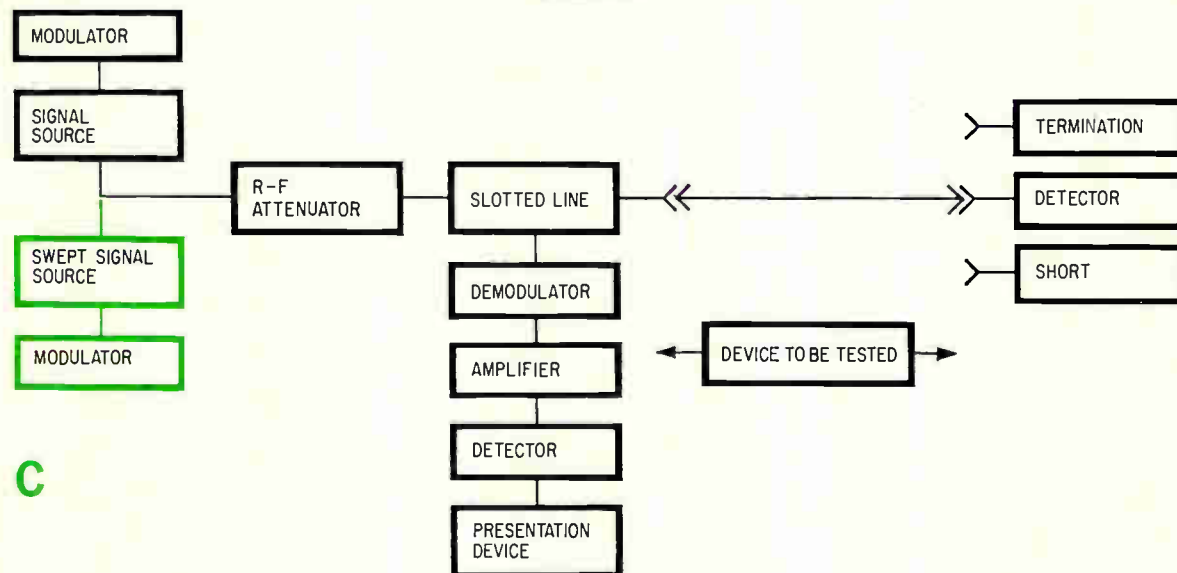 MODULATOR
SIGNAL
SOURCE
R-F
ATTENUATOR
SLOTTED LINE
TERMINATION
DETECTOR
SHORT
SWEPT SIGNAL
SOURCE
MODULATOR
DEMODULATOR
AMPLIFIER
DETECTOR
PRESENTATION
DEVICE
DEVICE TO BE TESTED
C